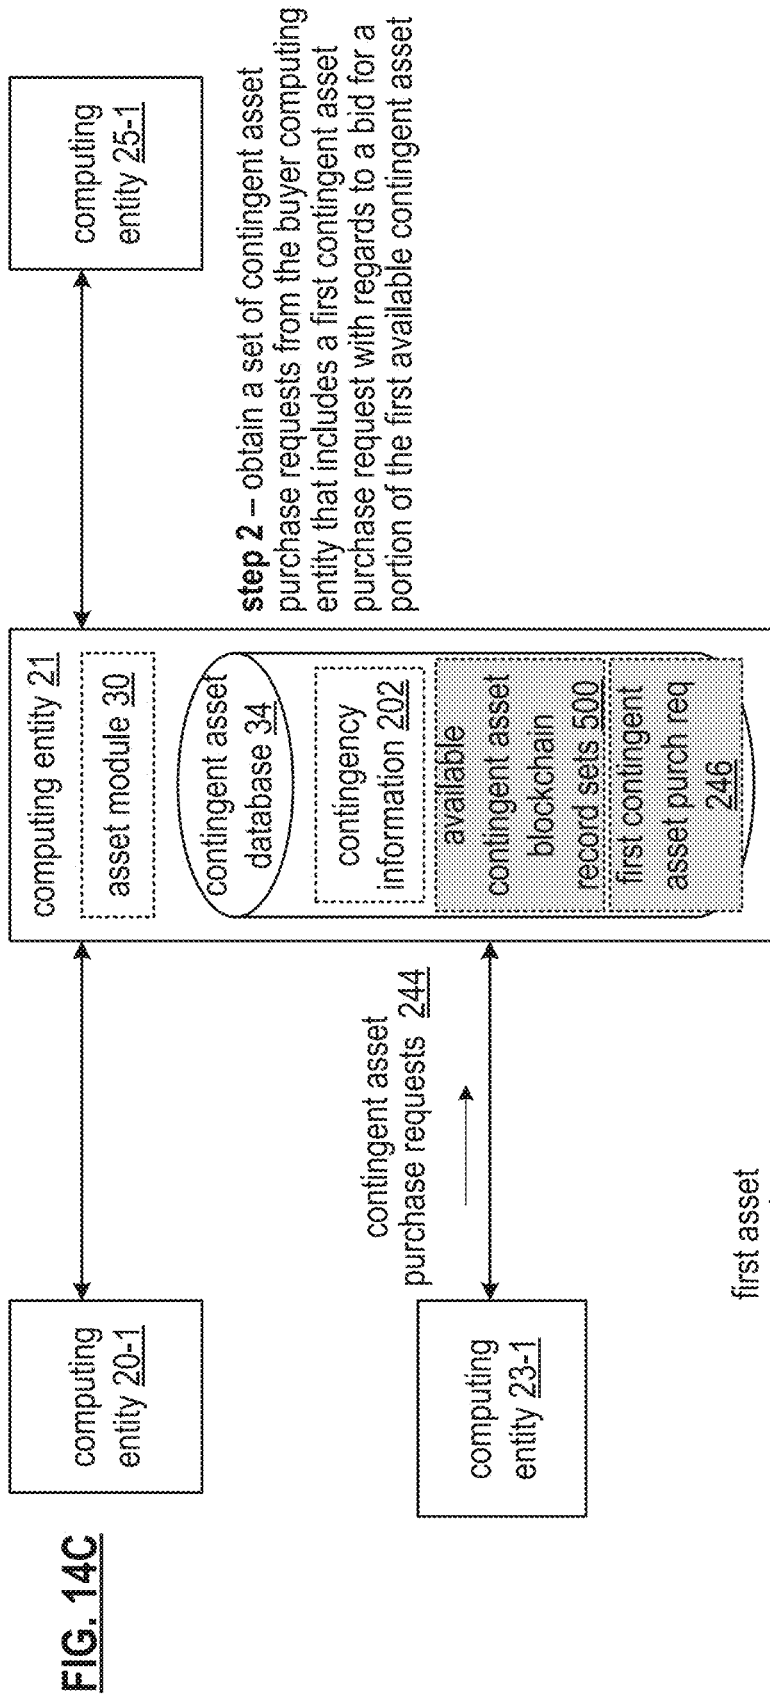 FIG. 14C
computing
entity 20-1
computing
entity 23-1
contingent asset
purchase requests 244
computing entity 21
asset module 30
contingent asset
database 34
contingency
information 202
available
contingent asset
blockchain
record sets 500
first contingent
asset purch req
246
computing
entity 25-1
step 2 – obtain a set of contingent asset
purchase requests from the buyer computing
entity that includes a first contingent asset
purchase request with regards to a bid for a
portion of the first available contingent asset
first asset